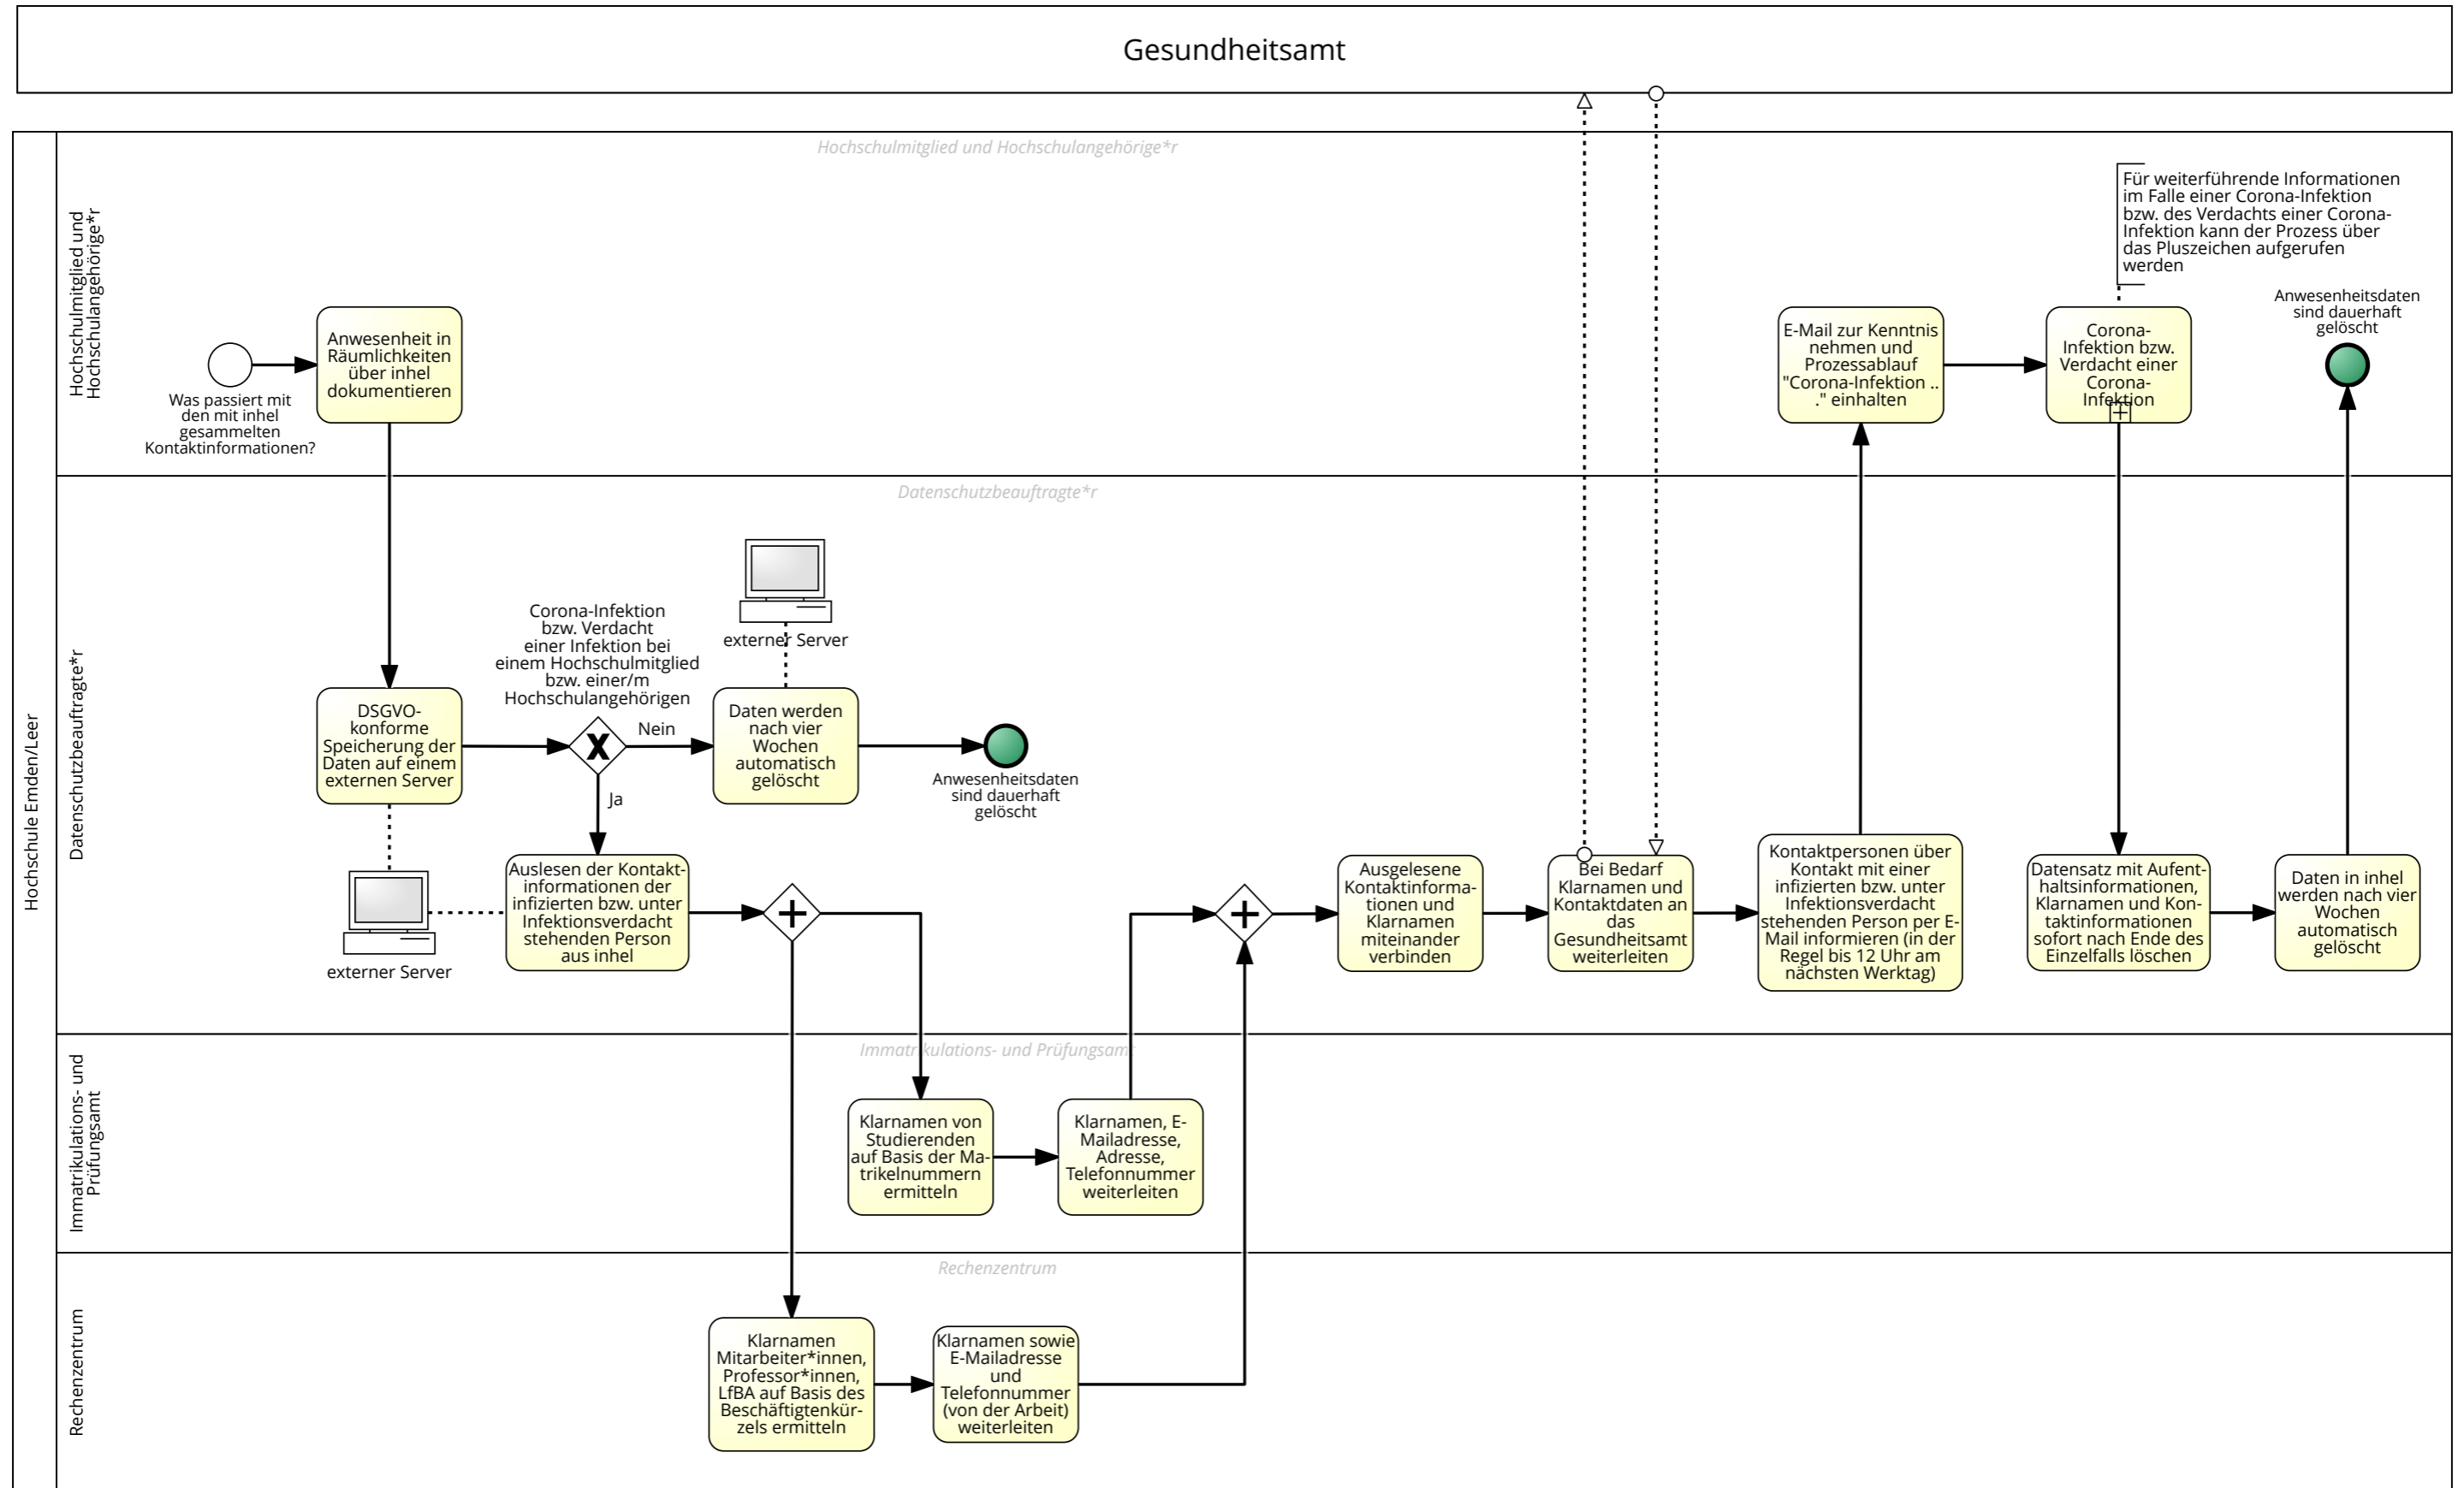 Gesundheitsamt
Hochschule Emden/Leer
Hochschulmitglied und
Hochschulangehörige*r
Hochschulmitglied und Hochschulangehörige*r
Was passiert mit
den mit inhel
gesammelten
Kontaktinformationen?
Anwesenheit in
Räumlichkeiten
über inhel
dokumentieren
E-Mail zur Kenntnis
nehmen und
Prozessablauf
"Corona-Infektion ..
." einhalten
Für weiterführende Informationen
im Falle einer Corona-Infektion
bzw. des Verdachts einer Corona-
Infektion kann der Prozess über
das Pluszeichen aufgerufen
werden
Corona-
Infektion bzw.
Verdacht einer
Corona-
Infektion
Anwesenheitsdaten
sind dauerhaft
gelöscht
Datenschutzbeauftragte*r
Datenschutzbeauftragte*r
DSGVO-
konforme
Speicherung der
Daten auf einem
externen Server
externer Server
Corona-Infektion
bzw. Verdacht
einer Infektion bei
einem Hochschulmitglied
bzw. einer/m
Hochschulangehörigen
X
Nein
Ja
externer Server
Daten werden
nach vier
Wochen
automatisch
gelöscht
Anwesenheitsdaten
sind dauerhaft
gelöscht
Auslesen der Kontakt-
informationen der
infizierten bzw. unter
Infektionsverdacht
stehenden Person
aus inhel
Ausgelesene
Kontaktinforma-
tionen und
Klarnamen
miteinander
verbinden
Bei Bedarf
Klarnamen und
Kontaktdaten an
das
Gesundheitsamt
weiterleiten
Kontaktpersonen über
Kontakt mit einer
infizierten bzw. unter
Infektionsverdacht
stehenden Person per E-
Mail informieren (in der
Regel bis 12 Uhr am
nächsten Werktag)
Datensatz mit Aufent-
haltsinformationen,
Klarnamen und Kon-
taktinformationen
sofort nach Ende des
Einzelfalls löschen
Daten in inhel
werden nach vier
Wochen
automatisch
gelöscht
Immatrikulations- und
Prüfungsamt
Immatrikulations- und Prüfungsamt
Klarnamen von
Studierenden
auf Basis der Ma-
trikelnummern
ermitteln
Klarnamen, E-
Mailadresse,
Adresse,
Telefonnummer
weiterleiten
Rechenzentrum
Rechenzentrum
Klarnamen
Mitarbeiter*innen,
Professor*innen,
LfBA auf Basis des
Beschäftigtenkür-
zels ermitteln
Klarnamen sowie
E-Mailadresse
und
Telefonnummer
(von der Arbeit)
weiterleiten